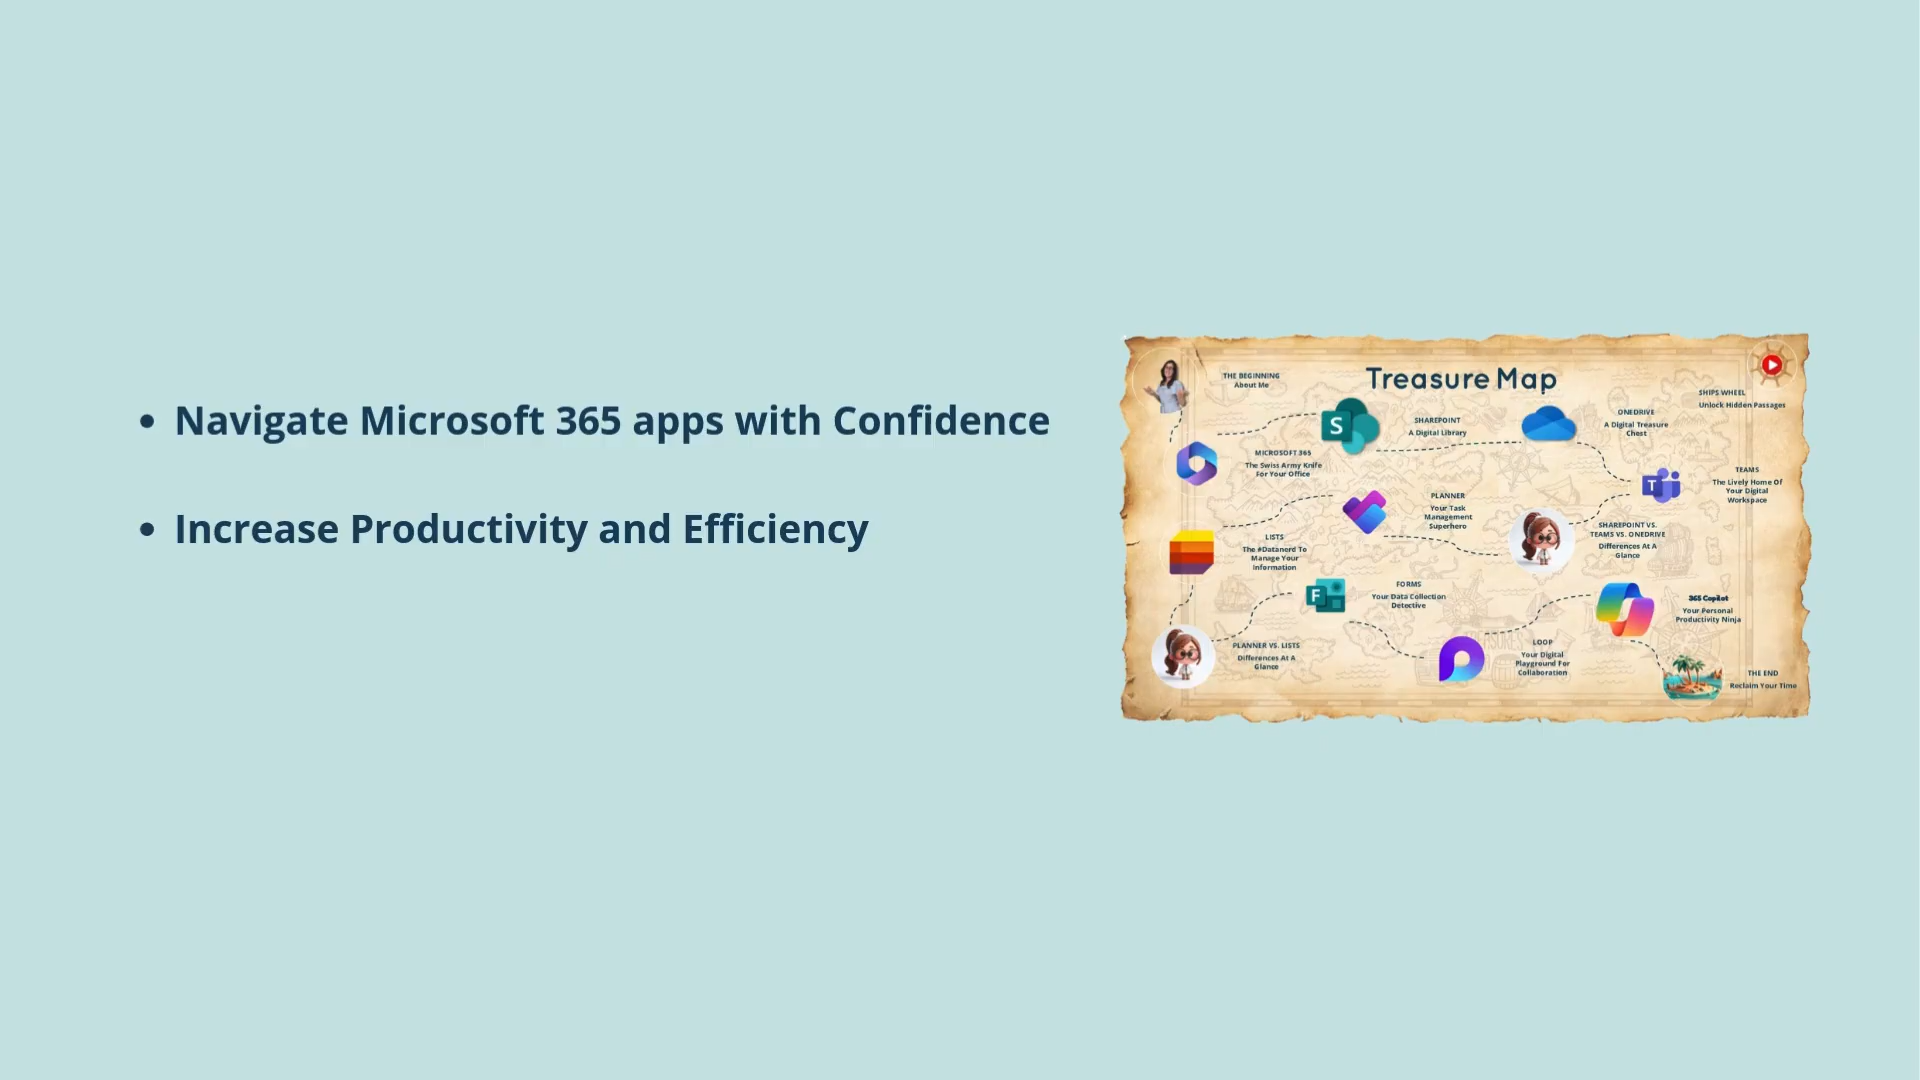 Navigate Microsoft 365 apps with Confidence
Increase Productivity and Efficiency
Treasure Map
THE BEGINNING
About Me
SHIPS WHEEL
Unlock Hidden Passages
S
SHAREPOINT
A Digital Library
ONEDRIVE
A Digital Treasure
Chest
MICROSOFT 365
The Swiss Army Knife
For Your Office
T
TEAMS
The Lively Home Of
Your Digital
Workspace
PLANNER
Your Task
Management
Superhero
SHAREPOINT VS.
TEAMS VS. ONEDRIVE
Differences At A
Glance
LISTS
The #Datanerd To
Manage Your
Information
F
FORMS
Your Data Collection
Detective
365 Copilot
Your Personal
Productivity Ninja
PLANNER VS. LISTS
Differences At A
Glance
LOOP
Your Digital
Playground For
Collaboration
THE END
Reclaim Your Time